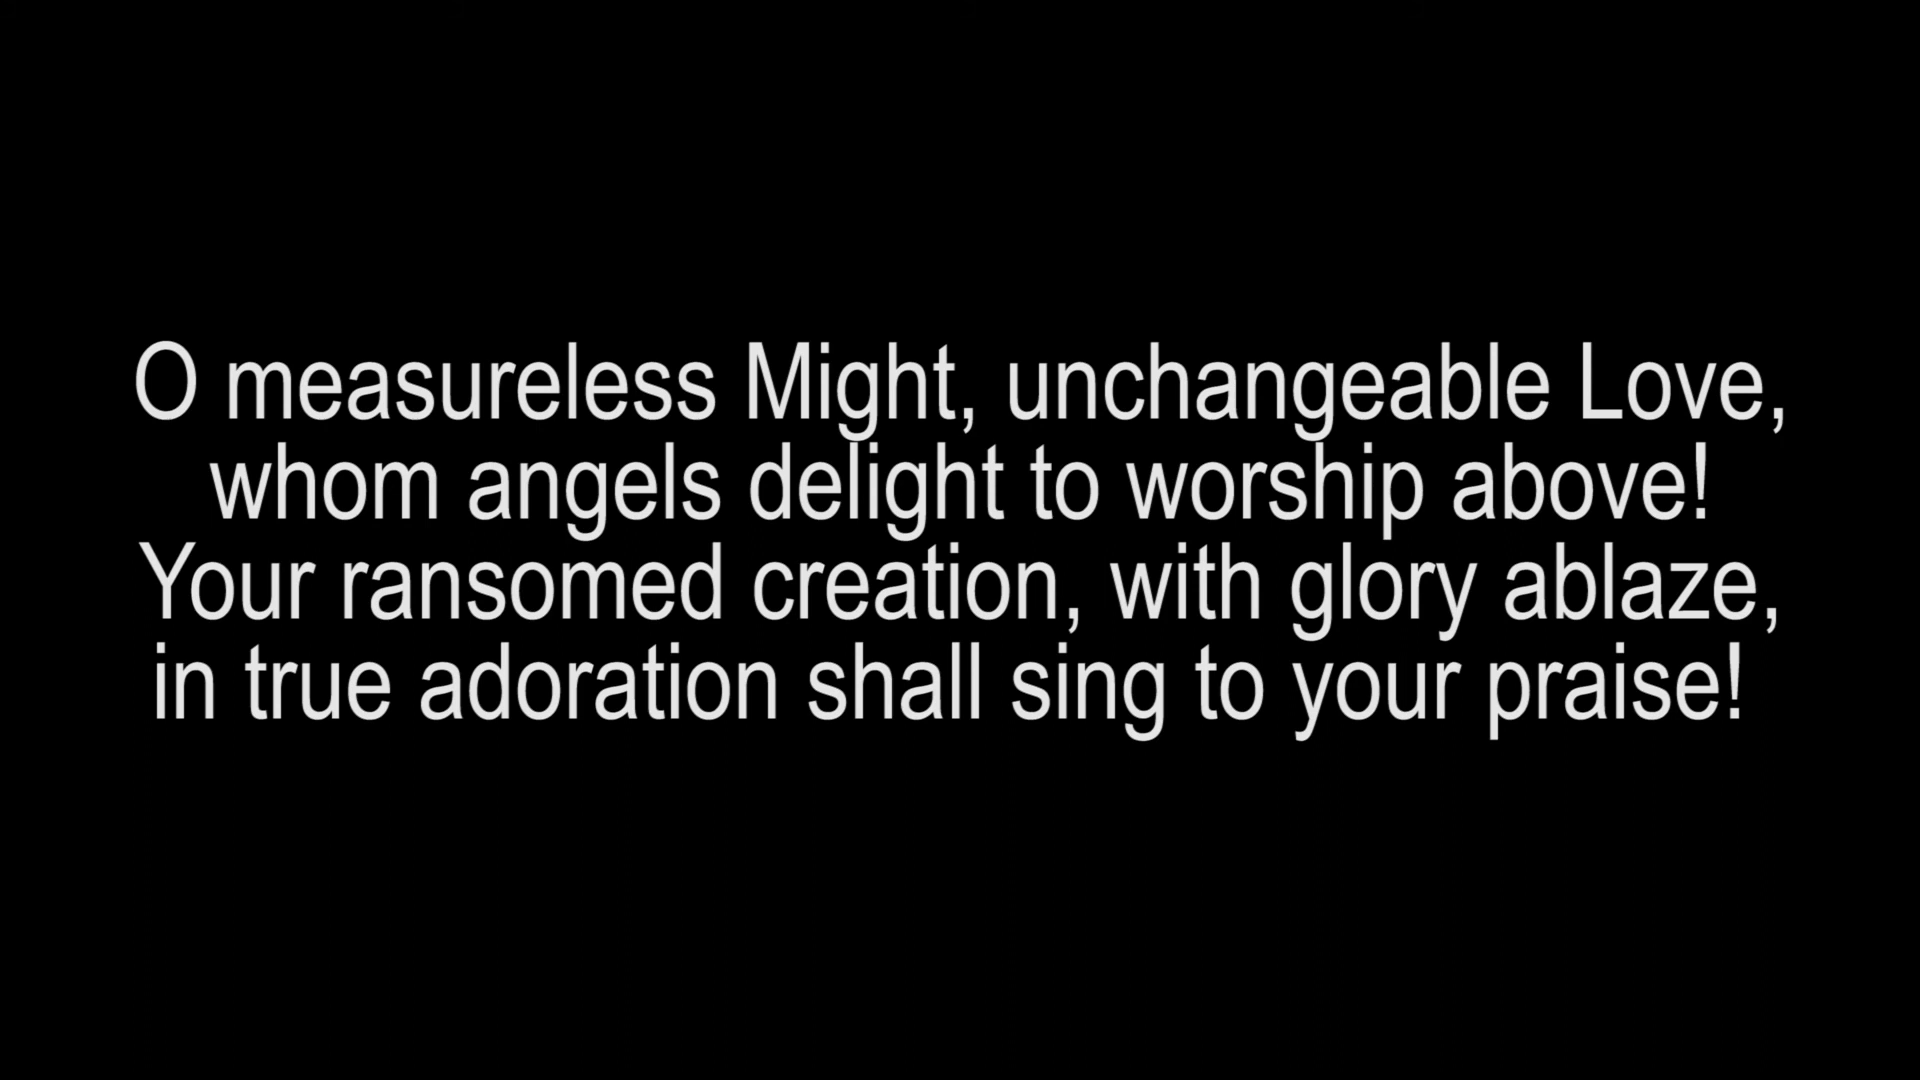 O measureless Might, unchangeable Love,
whom angels delight to worship above!
Your ransomed creation, with glory ablaze,
in true adoration shall sing to your praise!